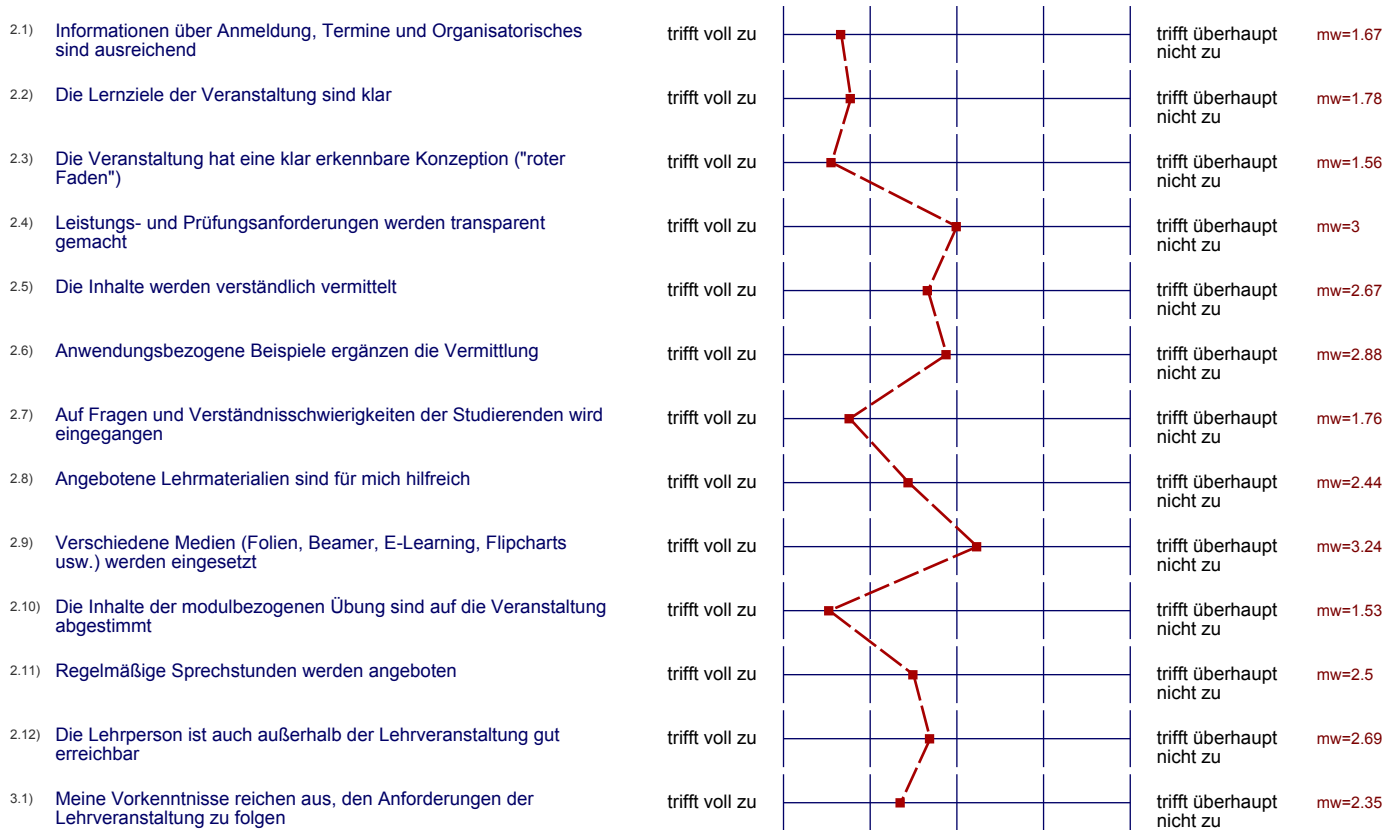 2.1) Informationen über Anmeldung, Termine und Organisatorisches trifft voll zu trifft überhaupt mw=1.67
sind ausreichend nicht zu
2.2) Die Lernziele der Veranstaltung sind klar trifft voll zu trifft überhaupt mw=1.78
nicht zu
2.3) Die Veranstaltung hat eine klar erkennbare Konzeption ("roter trifft voll zu trifft überhaupt mw=1.56
Faden") nicht zu
2.4) Leistungs- und Prüfungsanforderungen werden transparent trifft voll zu trifft überhaupt mw=3
gemacht nicht zu
2.5) Die Inhalte werden verständlich vermittelt trifft voll zu trifft überhaupt mw=2.67
nicht zu
2.6) Anwendungsbezogene Beispiele ergänzen die Vermittlung trifft voll zu trifft überhaupt mw=2.88
nicht zu
2.7) Auf Fragen und Verständnisschwierigkeiten der Studierenden wird trifft voll zu trifft überhaupt mw=1.76
eingegangen nicht zu
2.8) Angebotene Lehrmaterialien sind für mich hilfreich trifft voll zu trifft überhaupt mw=2.44
nicht zu
2.9) Verschiedene Medien (Folien, Beamer, E-Learning, Flipcharts trifft voll zu trifft überhaupt mw=3.24
usw.) werden eingesetzt nicht zu
2.10) Die Inhalte der modulbezogenen Übung sind auf die Veranstaltung trifft voll zu trifft überhaupt mw=1.53
abgestimmt nicht zu
2.11) Regelmäßige Sprechstunden werden angeboten trifft voll zu trifft überhaupt mw=2.5
nicht zu
2.12) Die Lehrperson ist auch außerhalb der Lehrveranstaltung gut trifft voll zu trifft überhaupt mw=2.69
erreichbar nicht zu
3.1) Meine Vorkenntnisse reichen aus, den Anforderungen der trifft voll zu trifft überhaupt mw=2.35
Lehrveranstaltung zu folgen nicht zu